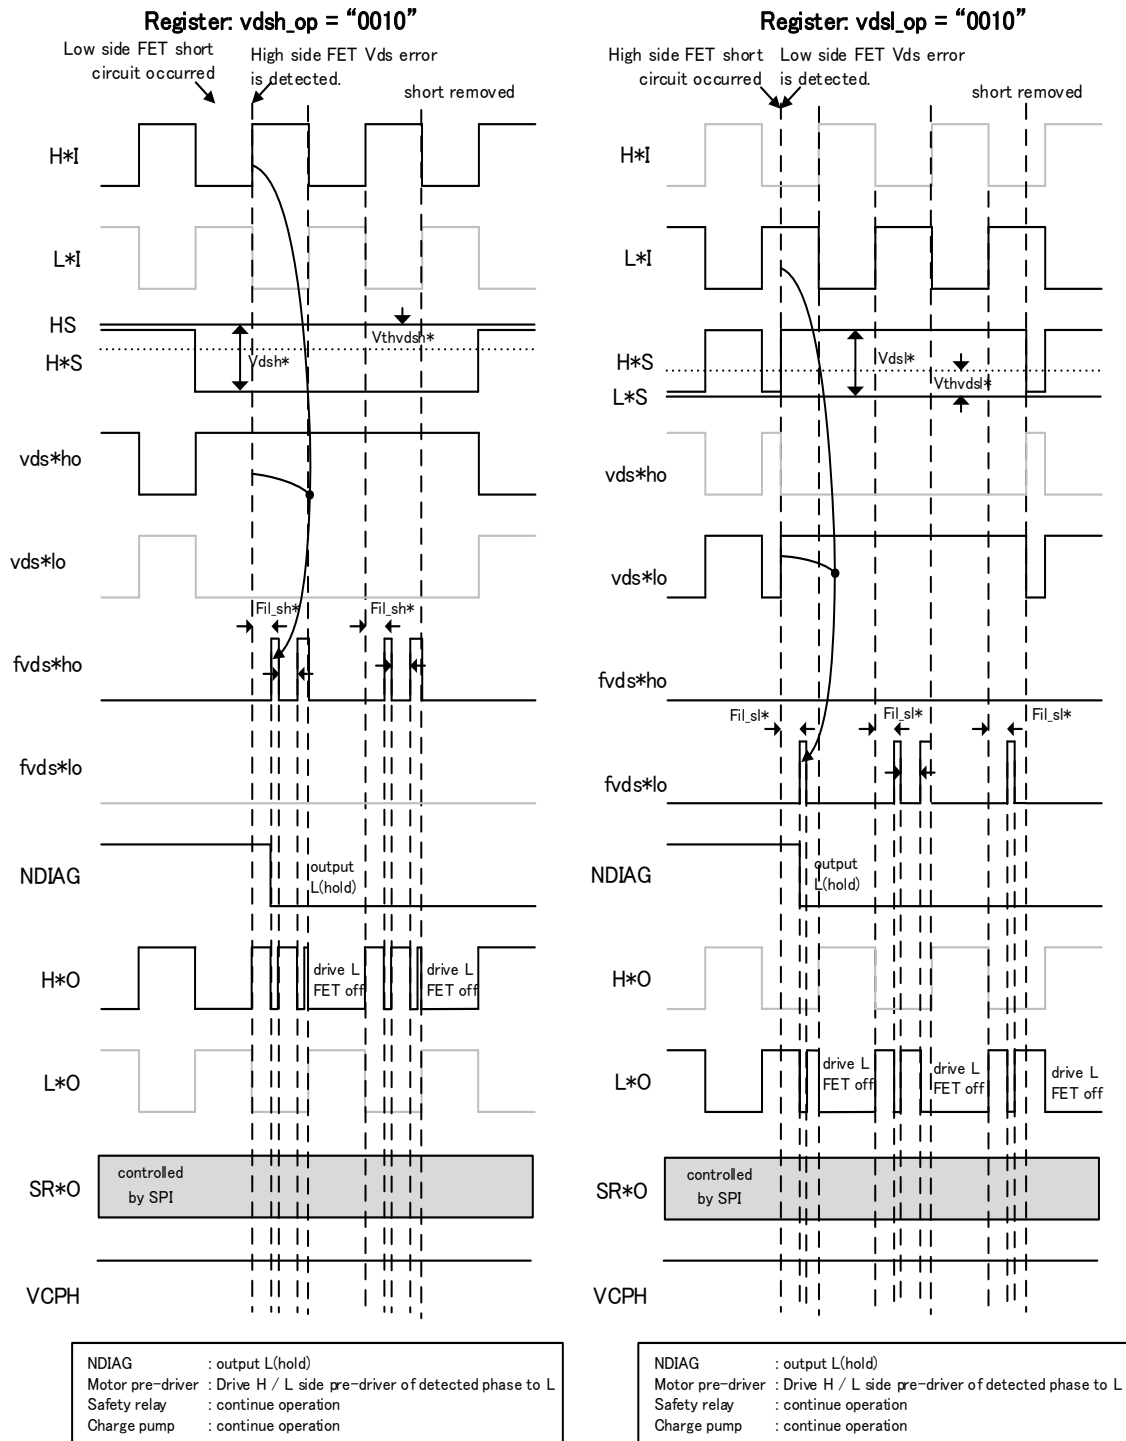 Register: vdsh_op = “0010”
Low side FET short
circuit occurred
High side FET Vds error
is detected.
short removed
H*I
L*I
HS
Vthvdsh*
H*S
Vdsh*
vds*ho
vds*lo
Fil_sh*
Fil_sh*
fvds*ho
fvds*lo
NDIAG
output
L(hold)
H*O
drive L
FET off
drive L
FET off
L*O
SR*O
controlled
by SPI
VCPH
NDIAG : output L(hold)
Motor pre-driver : Drive H / L side pre-driver of detected phase to L
Safety relay : continue operation
Charge pump : continue operation
Register: vdsl_op = “0010”
High side FET short
circuit occurred
Low side FET Vds error
is detected.
short removed
H*I
L*I
H*S
Vdsl*
Vthvdsl*
L*S
vds*ho
vds*lo
fvds*ho
Fil_sl*
Fil_sl*
Fil_sl*
fvds*lo
NDIAG
output
L(hold)
H*O
L*O
drive L
FET off
drive L
FET off
drive L
FET off
SR*O
controlled
by SPI
VCPH
NDIAG : output L(hold)
Motor pre-driver : Drive H / L side pre-driver of detected phase to L
Safety relay : continue operation
Charge pump : continue operation